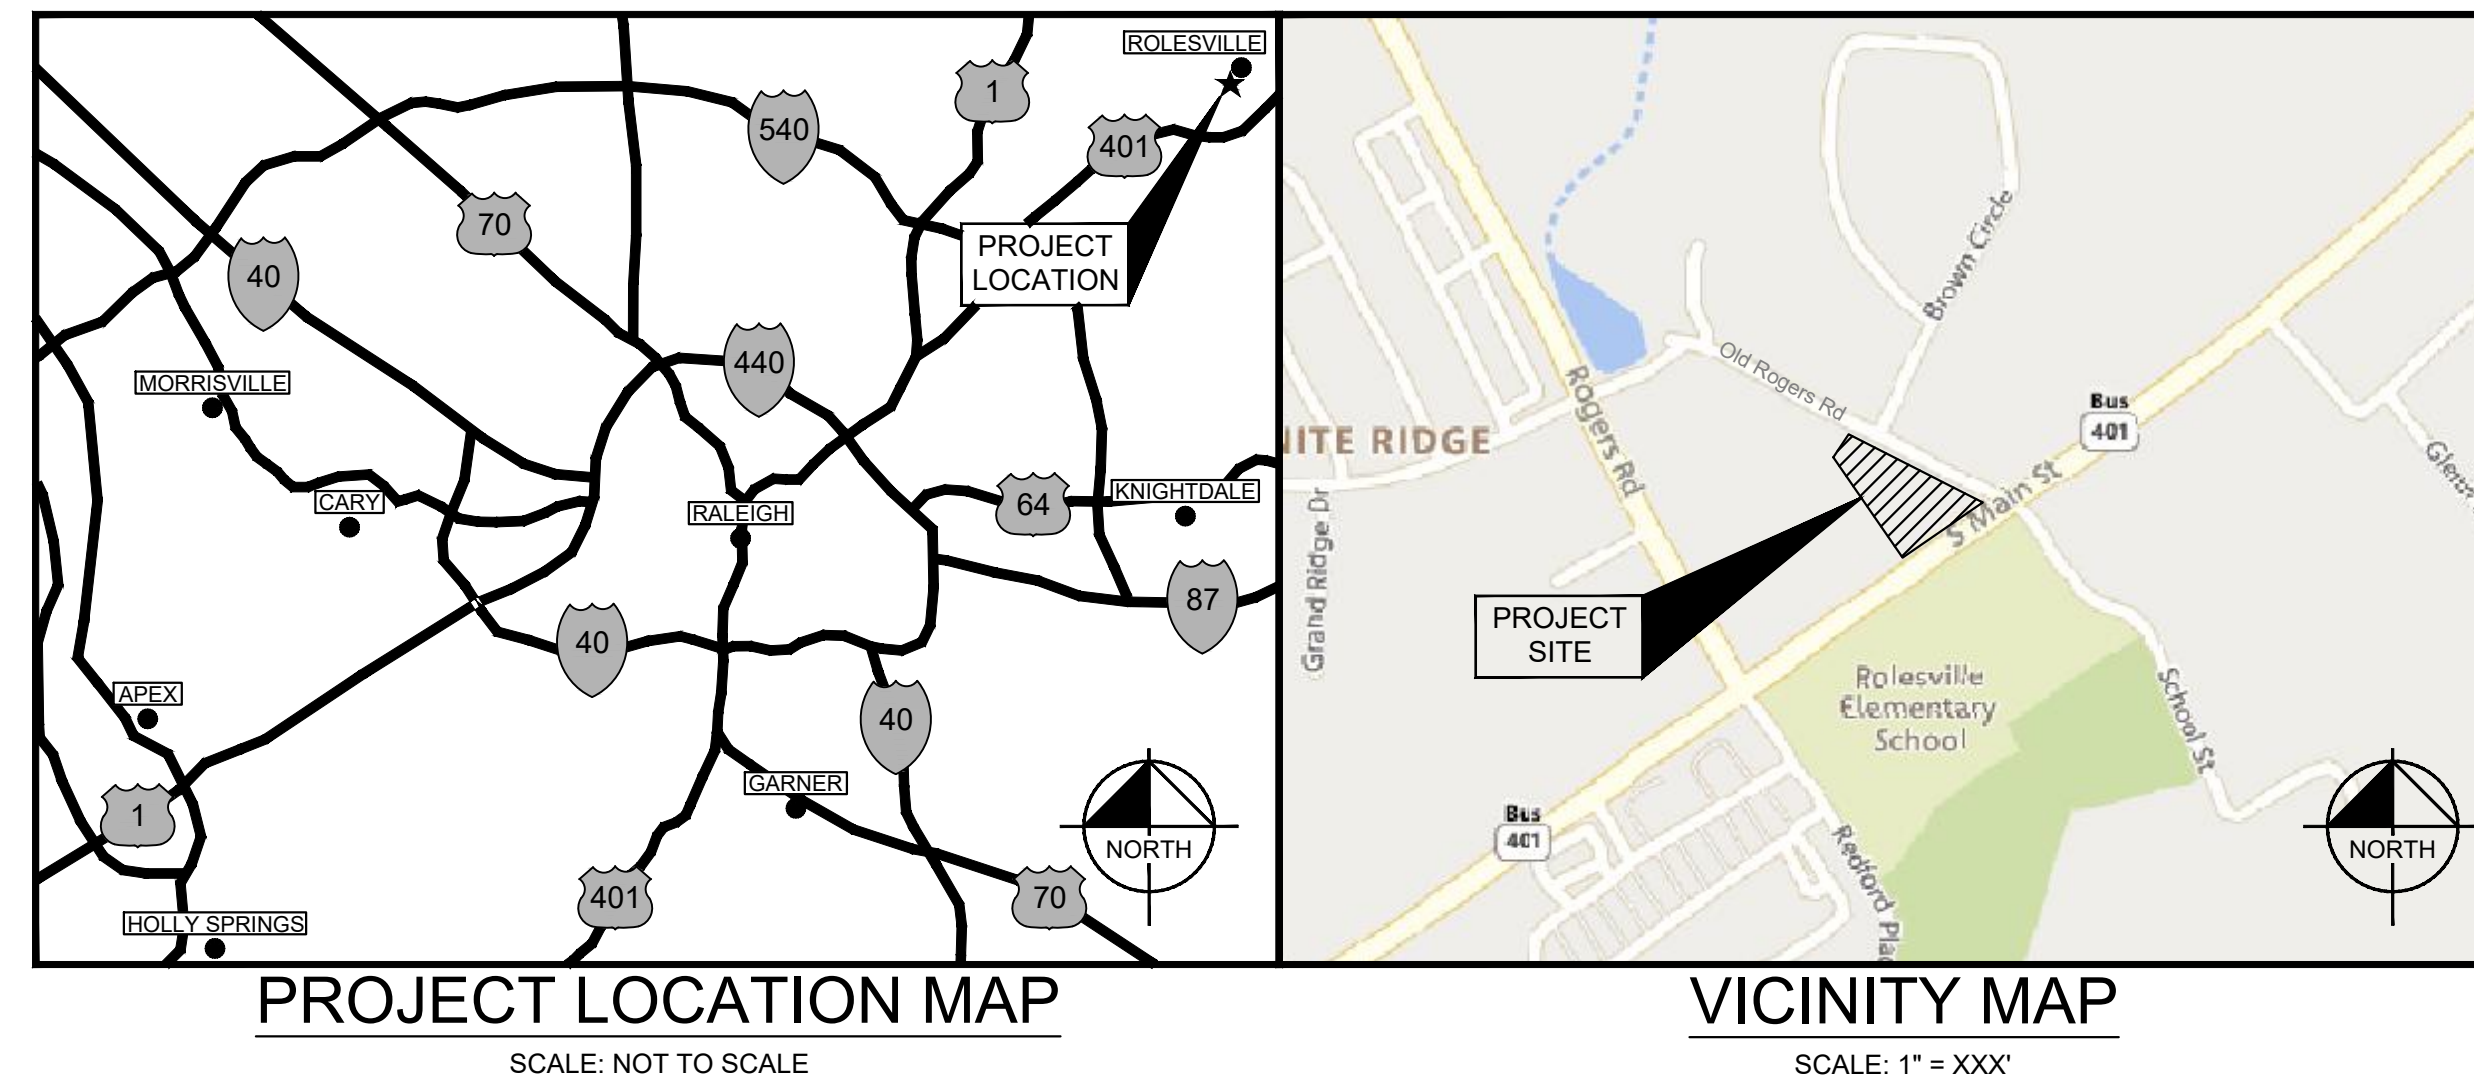 ROLESVILLE
1
540
401
70
PROJECT
LOCATION
40
440
MORRISVILLE
CARY
RALEIGH
64
KNIGHTDALE
87
40
APEX
40
1
GARNER
NORTH
401
70
HOLLY SPRINGS
PROJECT LOCATION MAP
SCALE: NOT TO SCALE
Brown Circle
Old Rogers Rd
Rogers Rd
Bus
401
NITE RIDGE
S Main St
Grand Ridge Dr
PROJECT
SITE
Rolesville
Elementary
School
School St
Bus
401
Redford Pla
NORTH
VICINITY MAP
SCALE: 1" = XXX'